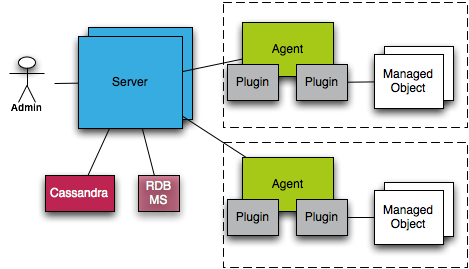 Agent
Plugin
Plugin
Managed
Object
Server
Admin
Cassandra
RDB
MS
Agent
Plugin
Plugin
Managed
Object